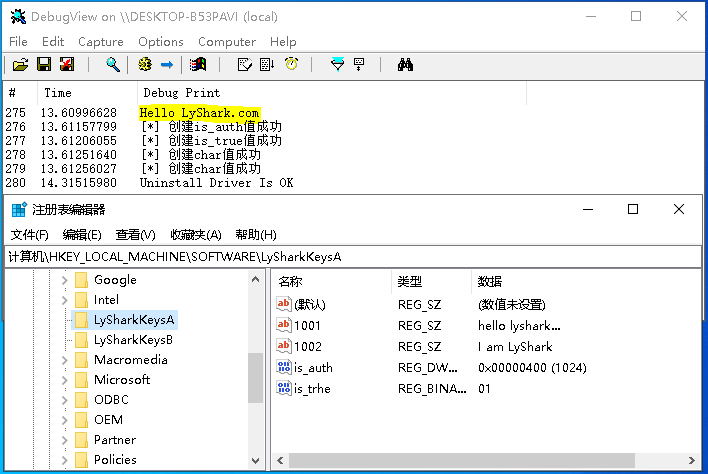 DebugView on \\DESKTOP-B53PAVI (local)
File Edit Capture Options Computer Help
# Time Debug Print
275 13.60996628 Hello LyShark.com
276 13.61157799 [*] 创建is_auth值成功
277 13.61206055 [*] 创建is_true值成功
278 13.61251640 [*] 创建char值成功
279 13.61256027 [*] 创建char值成功
280 14.31515980 Uninstall Driver Is OK
注册表编辑器
文件(F) 编辑(E) 查看(V) 收藏夹(A) 帮助(H)
计算机\HKEY_LOCAL_MACHINE\SOFTWARE\LySharkKeysA
Google
Intel
LySharkKeysA
LySharkKeysB
Macromedia
Microsoft
ODBC
OEM
Partner
Policies
名称 类型 数据
(默认) REG_SZ (数值未设置)
1001 REG_SZ hello lyshark...
1002 REG_SZ I am LyShark
is_auth REG_DW... 0x00000400 (1024)
is_trhe REG_BINA... 01